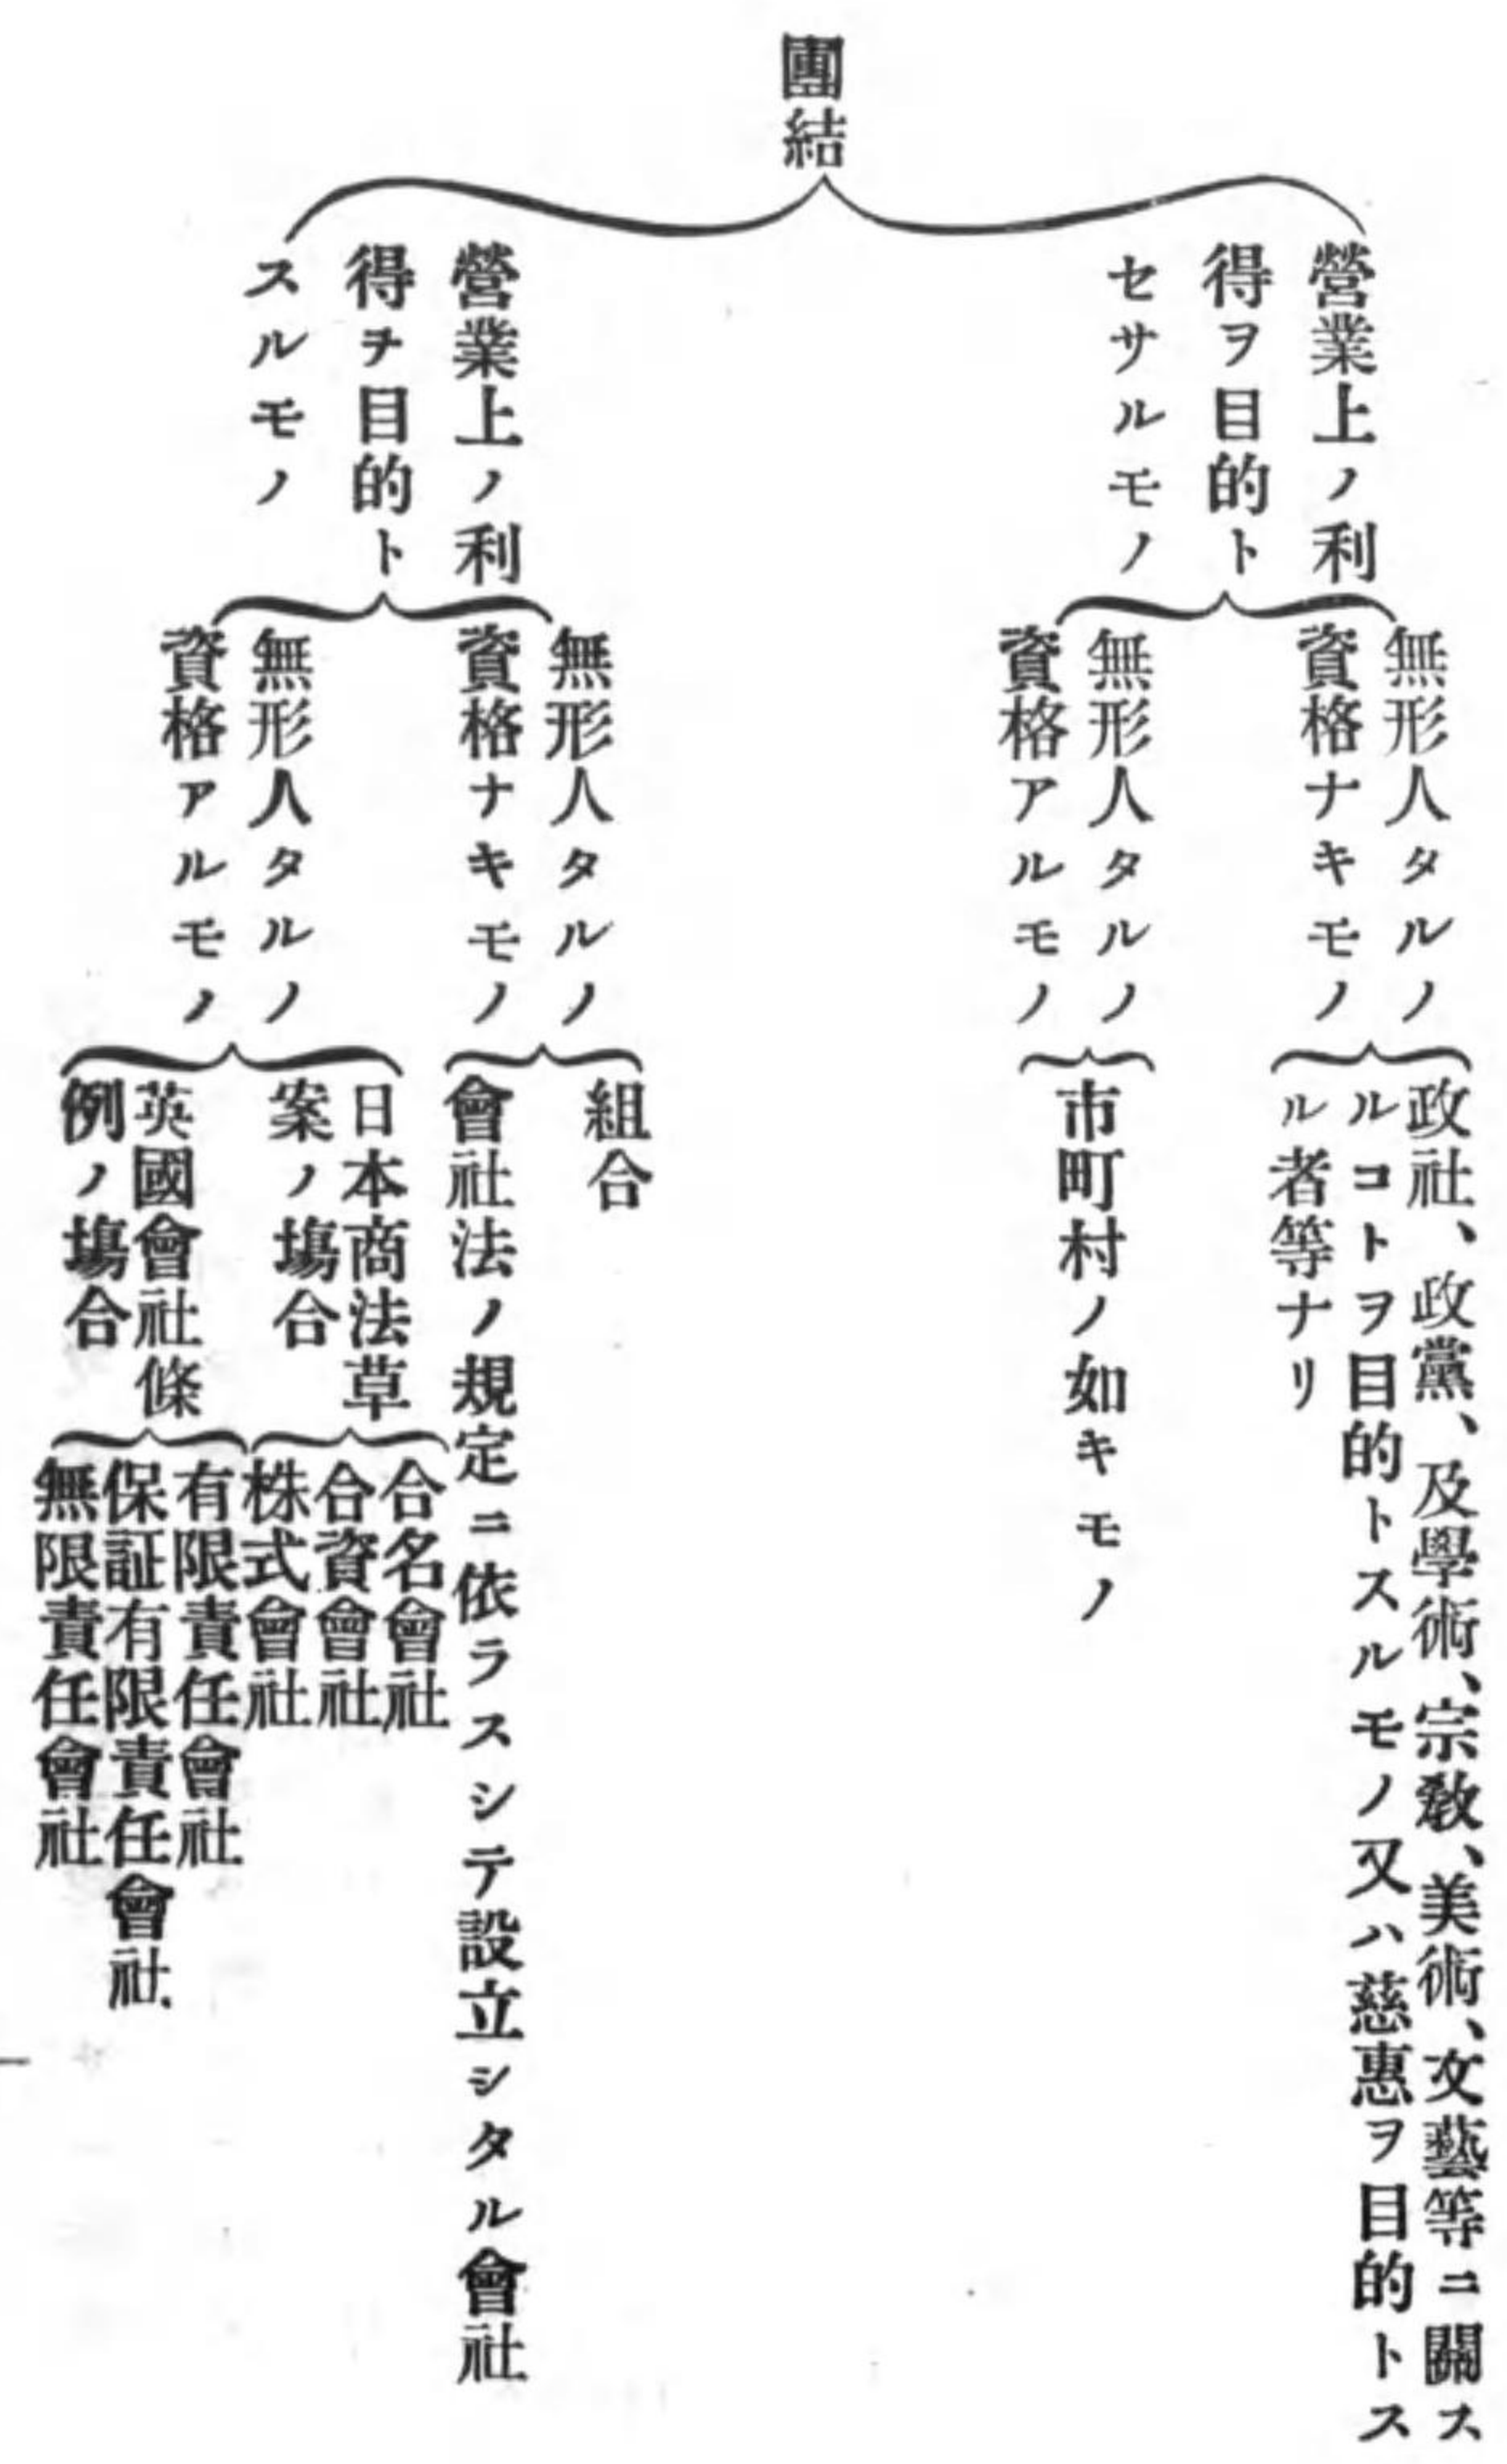 團結
營業上ノ利
得ヲ目的ト
セサルモノ
無形人タルノ
資格ナキモノ
政社、政黨、及學術、宗敎、美術、文藝等ニ關ス
ルコトヲ目的トスルモノ又ハ慈惠ヲ目的トス
ル者等ナリ
無形人タルノ
資格アルモノ
市町村ノ如キモノ
營業上ノ利
得チ目的ト
スルモノ
無形人タルノ
資格ナキモノ
組合
會社法ノ規定ニ依ラスシテ設立シタル會社
無形人タルノ
資格アルモノ
日本商法草
案ノ塲合
合名會社
合資會社
株式會社
英國會社條
例ノ塲合
有限責任會社
保証有限責任會社
無限責任會社